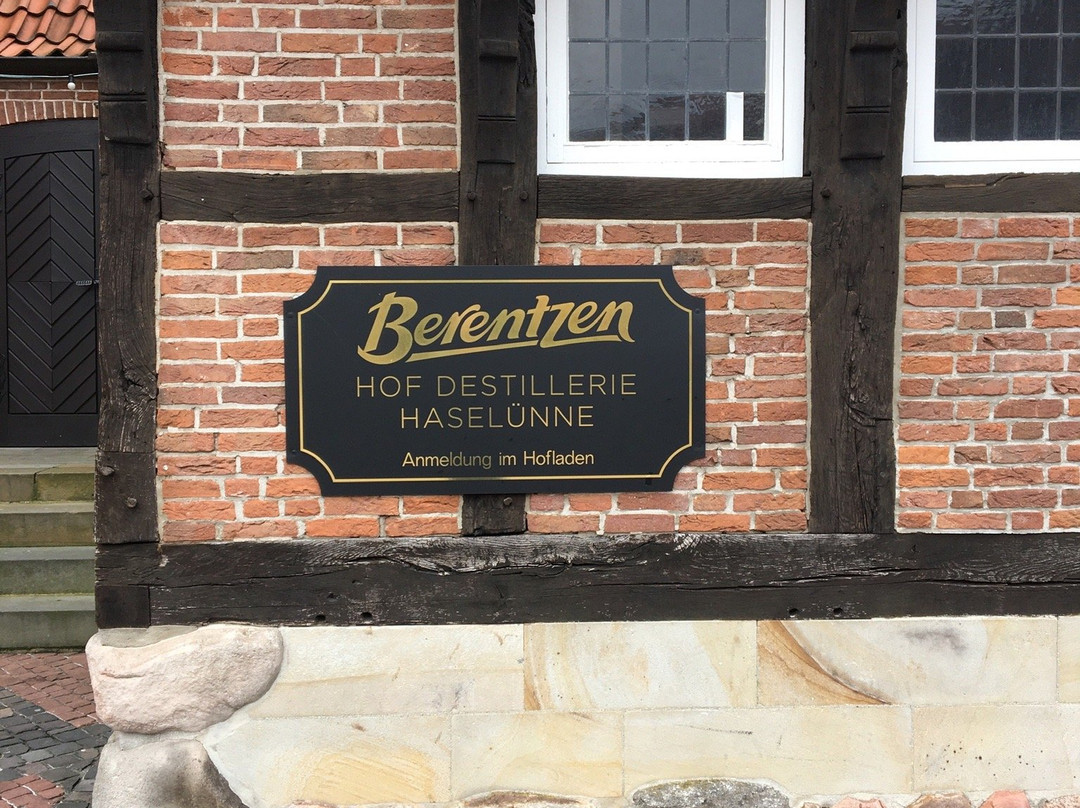 Berentzen
HOF DESTILLERIE
HASELÜNNE
Anmeldung im Hofladen